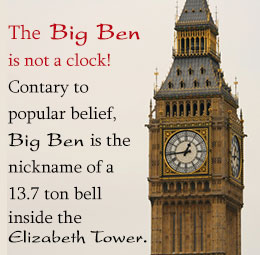 The Big Ben
is not a clock!
Contary to
popular belief,
Big Ben is the
nickname of a
13.7 ton bell
inside the
Elizabeth Tower.